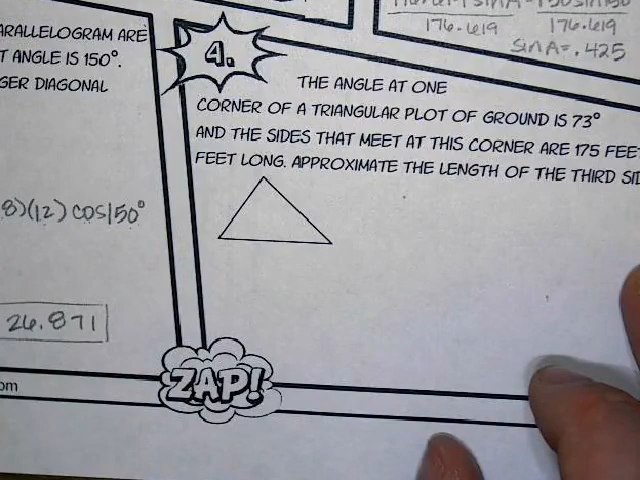 ARALLELOGRAM ARE
T ANGLE IS 150°.
GER DIAGONAL
8)(12) COS150°
26.871
om
4.
THE ANGLE AT ONE
CORNER OF A TRIANGULAR PLOT OF GROUND IS 73°
AND THE SIDES THAT MEET AT THIS CORNER ARE 175 FEE
FEET LONG. APPROXIMATE THE LENGTH OF THE THIRD SID
176.619 176.619
sin A = .425
ZAP!